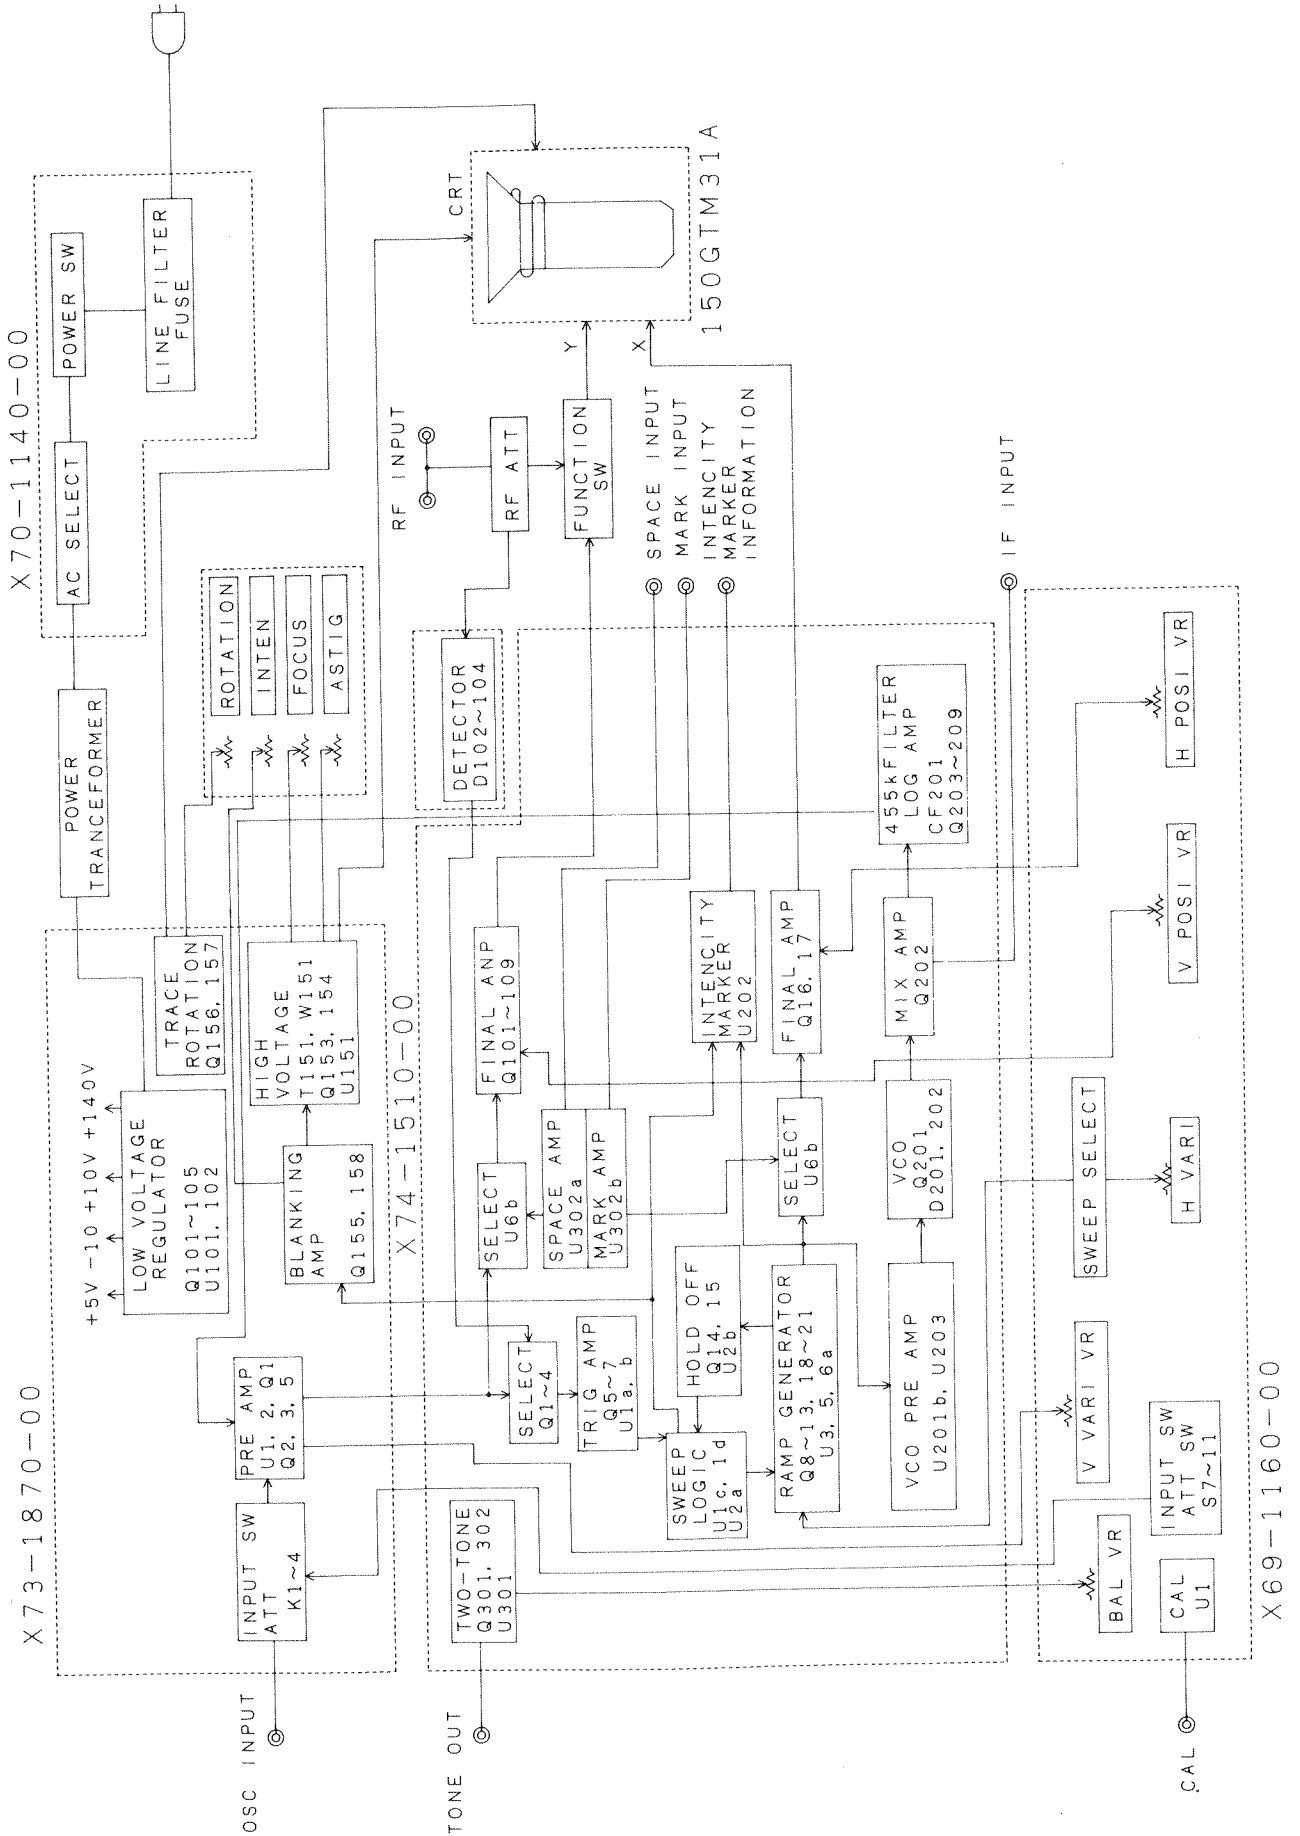 X73-1870-00
+5V -10 +10V +140V
LOW VOLTAGE
REGULATOR
Q101~105
U101, 102
POWER
TRANCEFORMER
X70-1140-00
AC SELECT
POWER SW
LINE FILTER
FUSE
TRACE
ROTATION
Q156, 157
ROTATION
INTEN
FOCUS
ASTIG
OSC INPUT
INPUT SW
ATT
K1~4
PRE AMP
U1, 2, Q1
Q2, 3, 5
BLANKING
AMP
Q155, 158
HIGH
VOLTAGE
T151, W151
Q153, 154
U151
CRT
150GTM31A
X74-1510-00
TONE OUT
TWO-TONE
Q301, 302
U301
SELECT
Q1~4
SELECT
U6b
FINAL ANP
Q101~109
DETECTOR
D102~104
RF INPUT
RF ATT
FUNCTION
SW
Y
X
TRIG AMP
Q5~7
U1a, b
SPACE AMP
U302a
MARK AMP
U302b
SPACE INPUT
MARK INPUT
INTENCITY
MARKER
INFORMATION
SWEEP
LOGIC
U1c, 1d
U2a
HOLD OFF
Q14, 15
U2b
INTENCITY
MARKER
U202
RAMP GENERATOR
Q8~13, 18~21
U3, 5, 6a
SELECT
U6b
FINAL AMP
Q16, 17
VCO PRE AMP
U201b, U203
VCO
Q201
D201, 202
MIX AMP
Q202
455kFILTER
LOG AMP
CF201
Q203~209
IF INPUT
CAL
CAL
U1
BAL VR
INPUT SW
ATT SW
S7~11
V VARI VR
SWEEP SELECT
H VARI
V POSI VR
H POSI VR
X69-1160-00